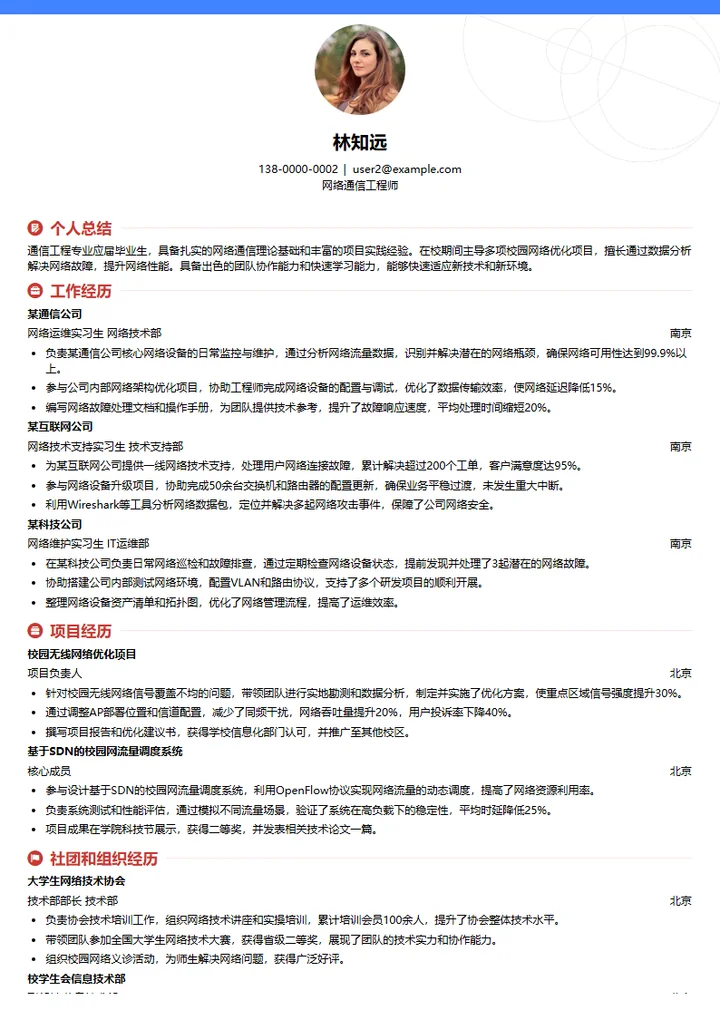 林知远
138-0000-0002 | user2@example.com
网络通信工程师
个人总结
通信工程专业应届毕业生，具备扎实的网络通信理论基础和丰富的项目实践经验。在校期间主导多项校园网络优化项目，擅长通过数据分析
解决网络故障，提升网络性能。具备出色的团队协作能力和快速学习能力，能够快速适应新技术和新环境。
工作经历
某通信公司
网络运维实习生 网络技术部 南京
• 负责某通信公司核心网络设备的日常监控与维护，通过分析网络流量数据，识别并解决潜在的网络瓶颈，确保网络可用性达到99.9%以
上。
• 参与公司内部网络架构优化项目，协助工程师完成网络设备的配置与调试，优化了数据传输效率，使网络延迟降低15%。
• 编写网络故障处理文档和操作手册，为团队提供技术参考，提升了故障响应速度，平均处理时间缩短20%。
某互联网公司
网络技术支持实习生 技术支持部 南京
• 为某互联网公司提供一线网络技术支持，处理用户网络连接故障，累计解决超过200个工单，客户满意度达95%。
• 参与网络设备升级项目，协助完成50余台交换机和路由器的配置更新，确保业务平稳过渡，未发生重大中断。
• 利用Wireshark等工具分析网络数据包，定位并解决多起网络攻击事件，保障了公司网络安全。
某科技公司
网络维护实习生 IT运维部 南京
• 在某科技公司负责日常网络巡检和故障排查，通过定期检查网络设备状态，提前发现并处理了3起潜在的网络故障。
• 协助搭建公司内部测试网络环境，配置VLAN和路由协议，支持了多个研发项目的顺利开展。
• 整理网络设备资产清单和拓扑图，优化了网络管理流程，提高了运维效率。
项目经历
校园无线网络优化项目
项目负责人 北京
• 针对校园无线网络信号覆盖不均的问题，带领团队进行实地勘测和数据分析，制定并实施了优化方案，使重点区域信号强度提升30%。
• 通过调整AP部署位置和信道配置，减少了同频干扰，网络吞吐量提升20%，用户投诉率下降40%。
• 撰写项目报告和优化建议书，获得学校信息化部门认可，并推广至其他校区。
基于SDN的校园网流量调度系统
核心成员 北京
• 参与设计基于SDN的校园网流量调度系统，利用OpenFlow协议实现网络流量的动态调度，提高了网络资源利用率。
• 负责系统测试和性能评估，通过模拟不同流量场景，验证了系统在高负载下的稳定性，平均时延降低25%。
• 项目成果在学院科技节展示，获得二等奖，并发表相关技术论文一篇。
社团和组织经历
大学生网络技术协会
技术部部长 技术部 北京
• 负责协会技术培训工作，组织网络技术讲座和实操培训，累计培训会员100余人，提升了协会整体技术水平。
• 带领团队参加全国大学生网络技术大赛，获得省级二等奖，展现了团队的技术实力和协作能力。
• 组织校园网络义诊活动，为师生解决网络问题，获得广泛好评。
校学生会信息技术部